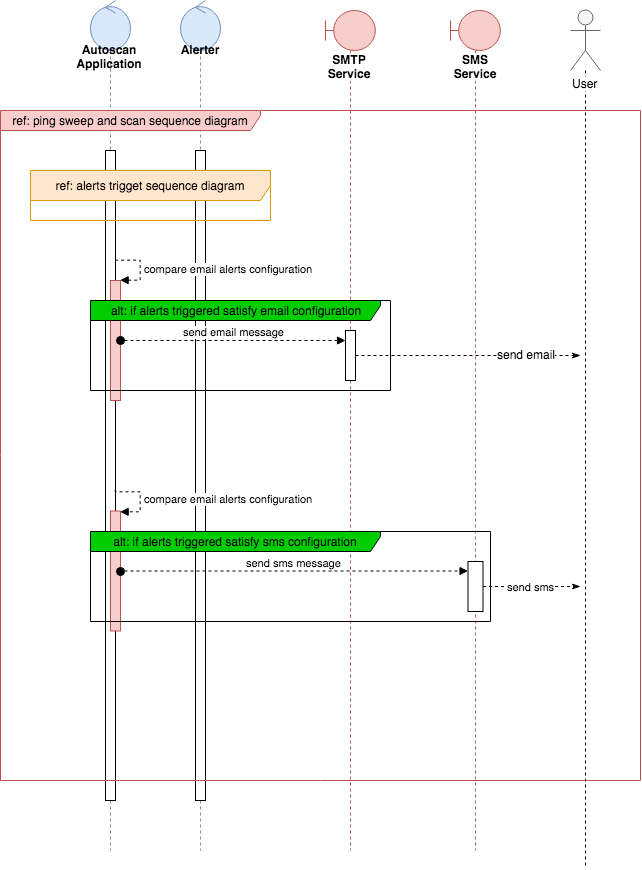 Autoscan
Application
Alerter
SMTP
Service
SMS
Service
User
ref: ping sweep and scan sequence diagram
ref: alerts trigget sequence diagram
compare email alerts configuration
alt: if alerts triggered satisfy email configuration
send email message
send email
compare email alerts configuration
alt: if alerts triggered satisfy sms configuration
send sms message
send sms